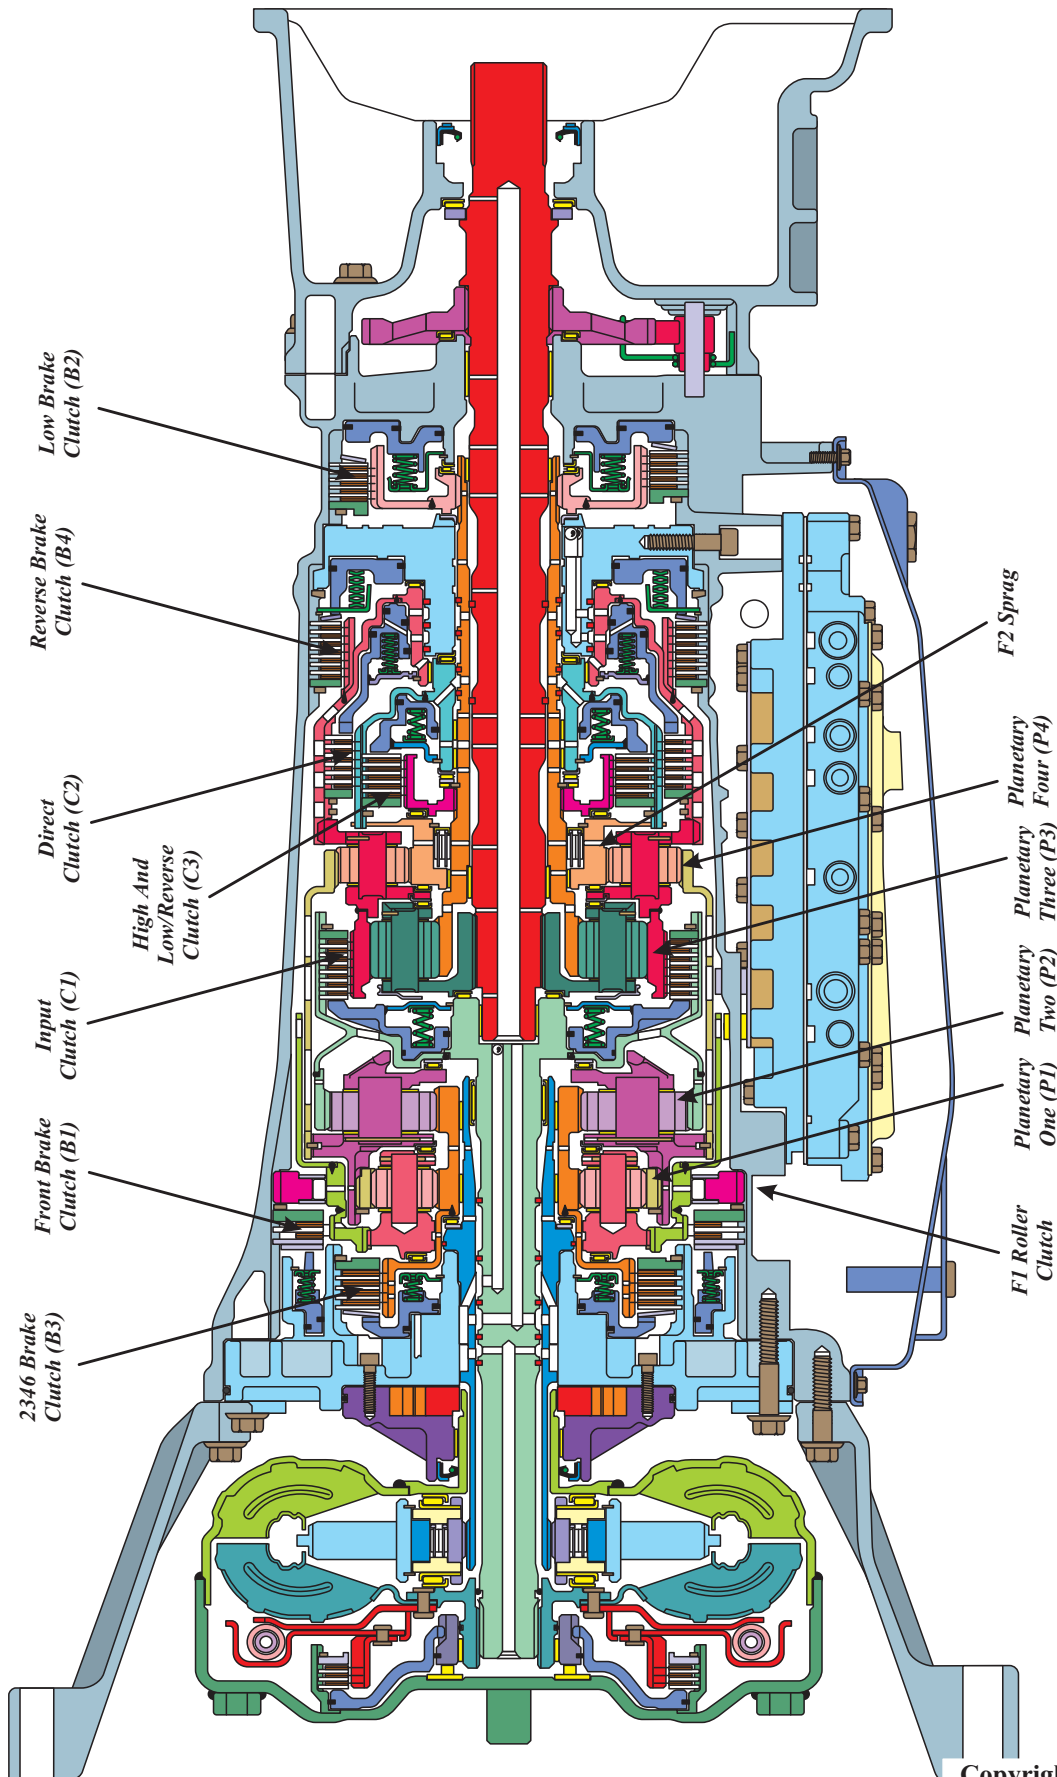 2346 Brake
Clutch (B3)
Front Brake
Clutch (B1)
Input
Clutch (C1)
High And
Low/Reverse
Clutch (C3)
Direct
Clutch (C2)
Reverse Brake
Clutch (B4)
Low Brake
Clutch (B2)
F1 Roller
Clutch
Planetary
One (P1)
Planetary
Two (P2)
Planetary
Three (P3)
Planetary
Four (P4)
F2 Sprag